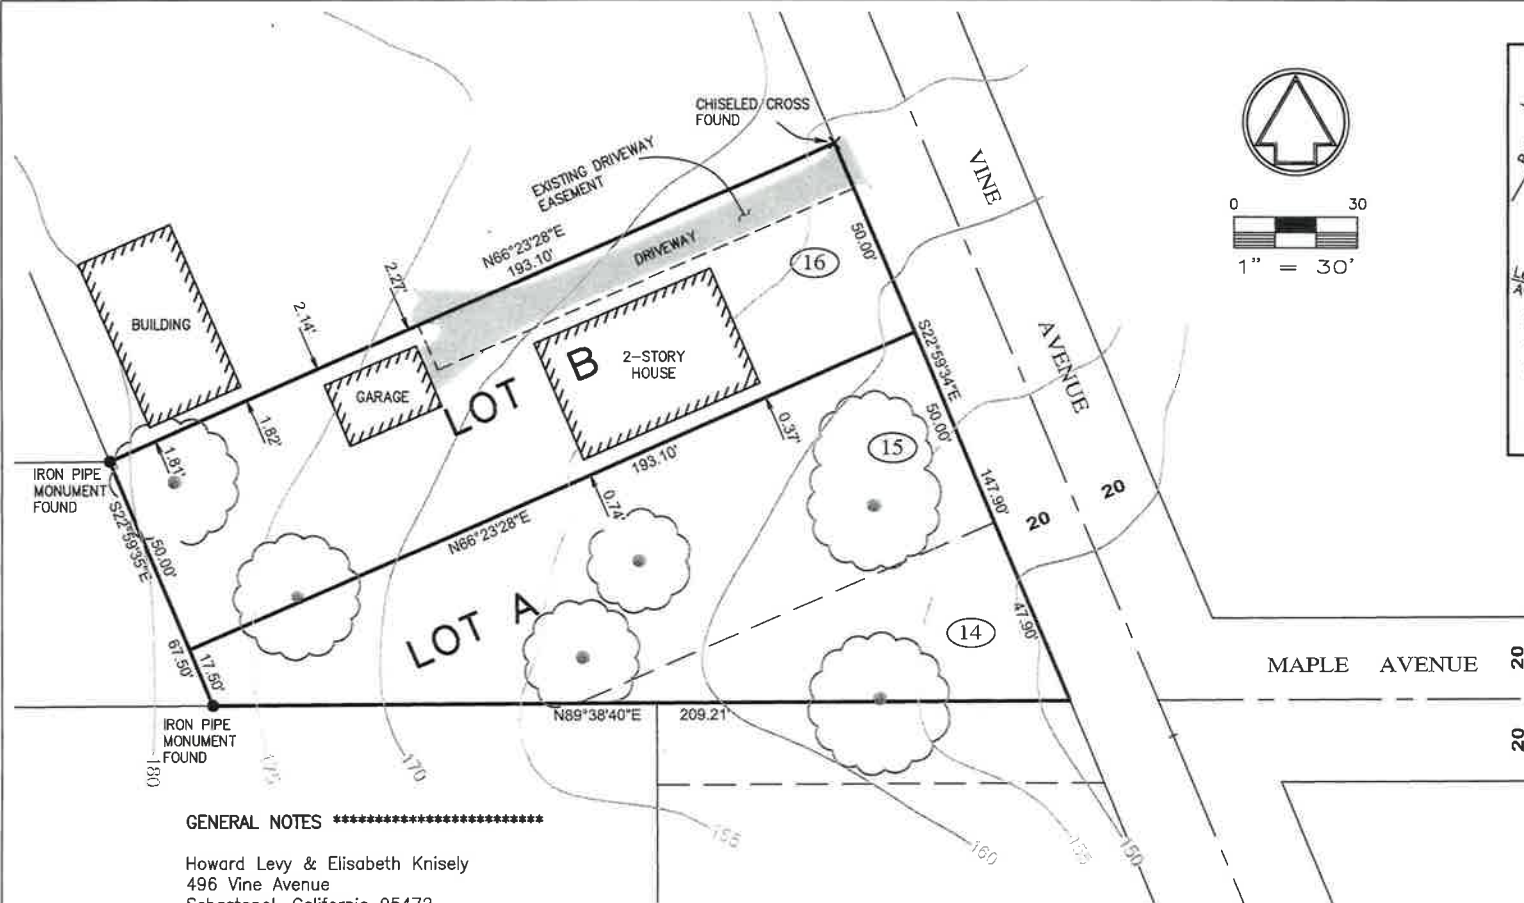 CHISELED CROSS
FOUND
EXISTING DRIVEWAY
EASEMENT
N66°23'28"E
193.10'
DRIVEWAY
2.27'
2.14'
BUILDING
GARAGE
1.82'
1.81'
LOT B
2-STORY
HOUSE
16
50.00'
VINE
AVENUE
0 30
1" = 30'
S22°59'34"E
50.00'
147.90'
15
0.37'
193.10'
N66°23'28"E
0.74'
IRON PIPE
MONUMENT
FOUND
S22°59'35"E
50.00'
67.50'
17.50'
LOT A
20
20
14
47.90'
MAPLE AVENUE
20
20
N89°38'40"E 209.21'
IRON PIPE
MONUMENT
FOUND
180
175
170
160
155
150
GENERAL NOTES **************************
Howard Levy & Elisabeth Knisely
496 Vine Avenue
Sebastopol, California 95472